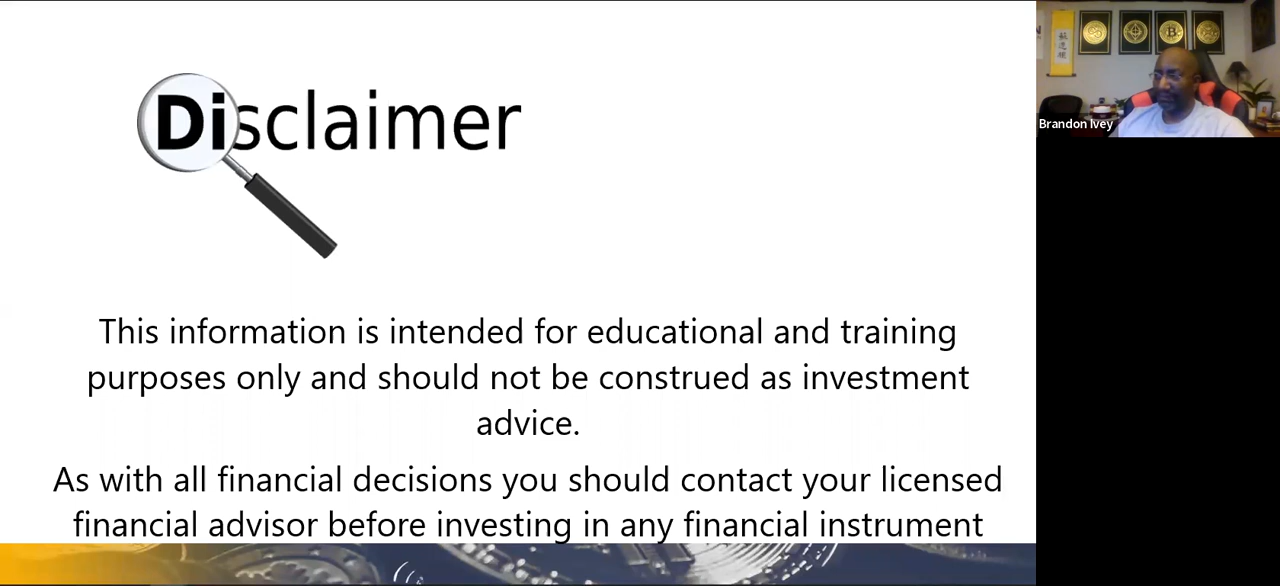 Disclaimer
This information is intended for educational and training
purposes only and should not be construed as investment
advice.
As with all financial decisions you should contact your licensed
financial advisor before investing in any financial instrument
Brandon Ivey